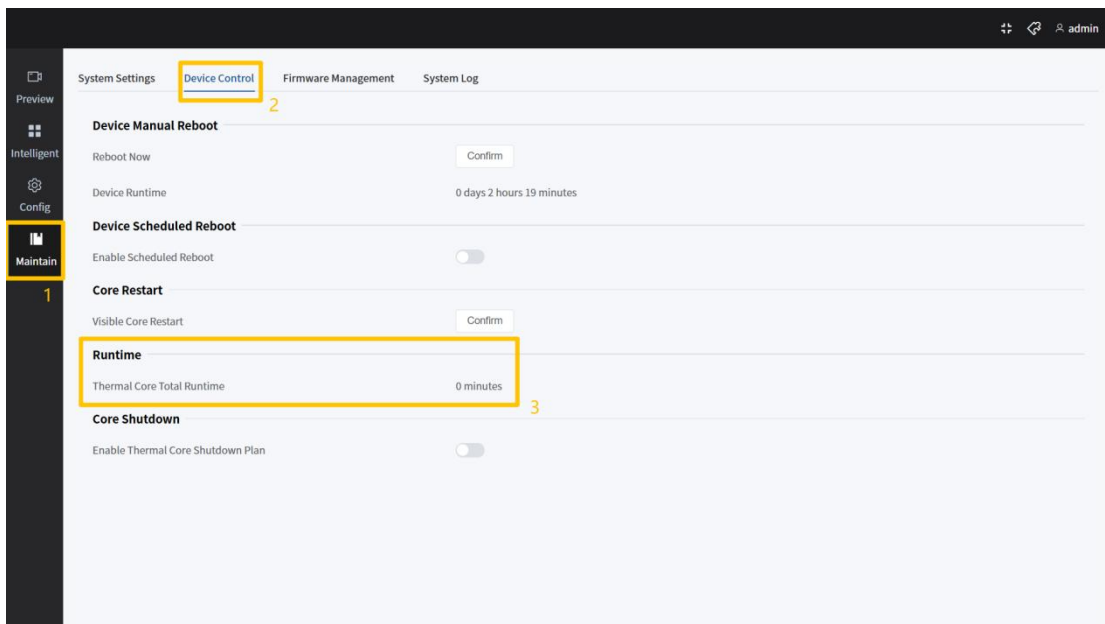 admin
Preview
Intelligent
Config
Maintain
1
System Settings Device Control Firmware Management System Log
2
Device Manual Reboot
Reboot Now Confirm
Device Runtime 0 days 2 hours 19 minutes
Device Scheduled Reboot
Enable Scheduled Reboot
Core Restart
Visible Core Restart Confirm
Runtime
Thermal Core Total Runtime 0 minutes
3
Core Shutdown
Enable Thermal Core Shutdown Plan